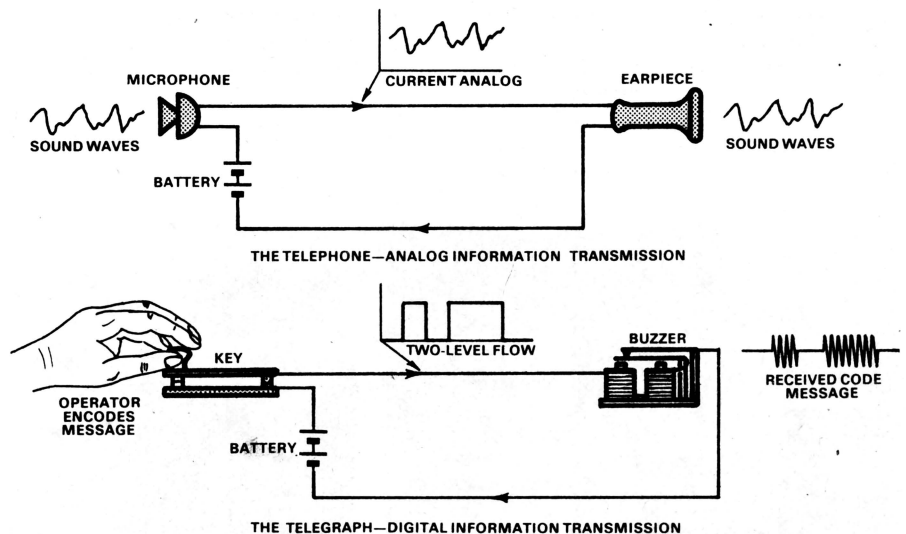 CURRENT ANALOG
MICROPHONE
EARPIECE
SOUND WAVES
SOUND WAVES
BATTERY
THE TELEPHONE—ANALOG INFORMATION TRANSMISSION
TWO-LEVEL FLOW
KEY
BUZZER
OPERATOR
ENCODES
MESSAGE
RECEIVED CODE
MESSAGE
BATTERY
THE TELEGRAPH—DIGITAL INFORMATION TRANSMISSION